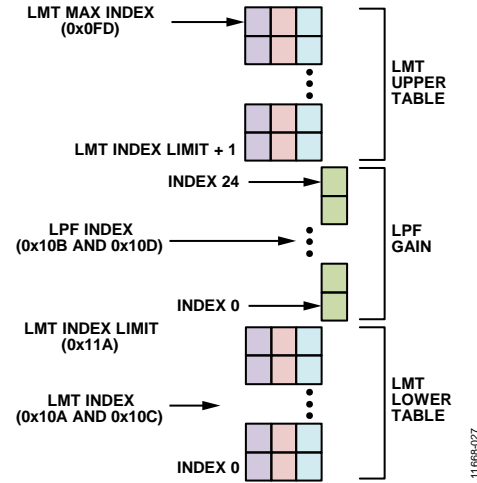 LMT MAX INDEX
(0x0FD)
LMT
UPPER
TABLE
LMT INDEX LIMIT + 1
INDEX 24
LPF INDEX
(0x10B AND 0x10D)
LPF
GAIN
INDEX 0
LMT INDEX LIMIT
(0x11A)
LMT INDEX
(0x10A AND 0x10C)
LMT
LOWER
TABLE
INDEX 0
11668-027